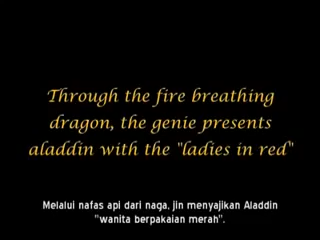 Through the fire breathing
dragon, the genie presents
aladdin with the "ladies in red"
Melalui nafas api dari naga, jin menyajikan Aladdin
"wanita berpakaian merah".